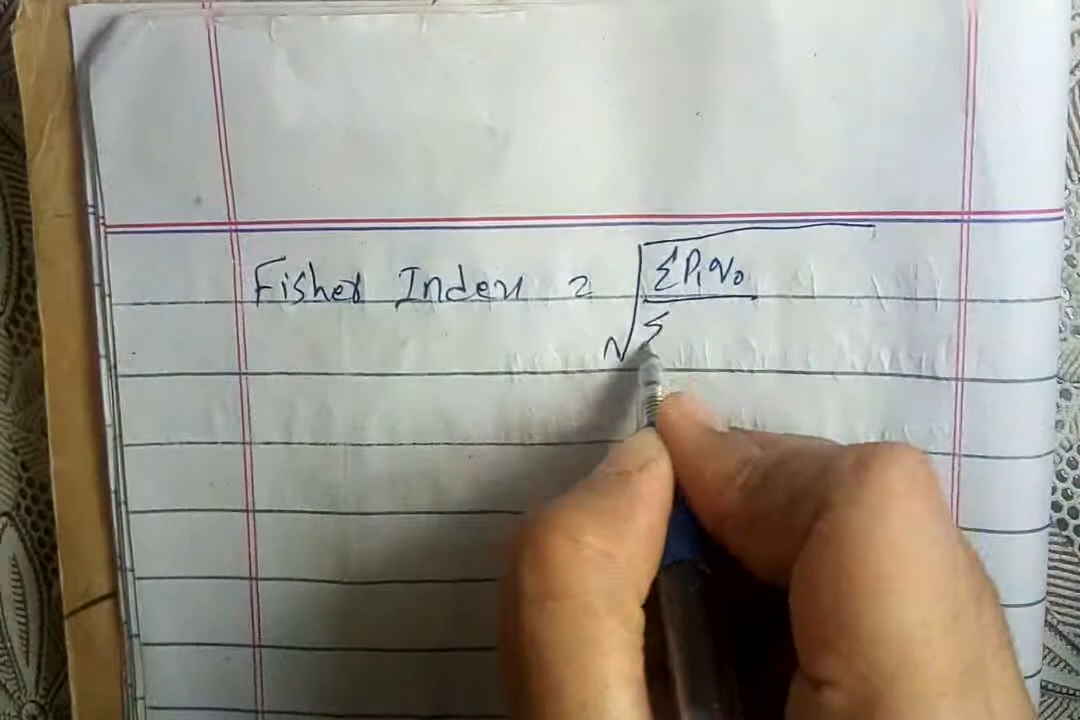 Fisher Index = √ΣP₁q₀
Σ